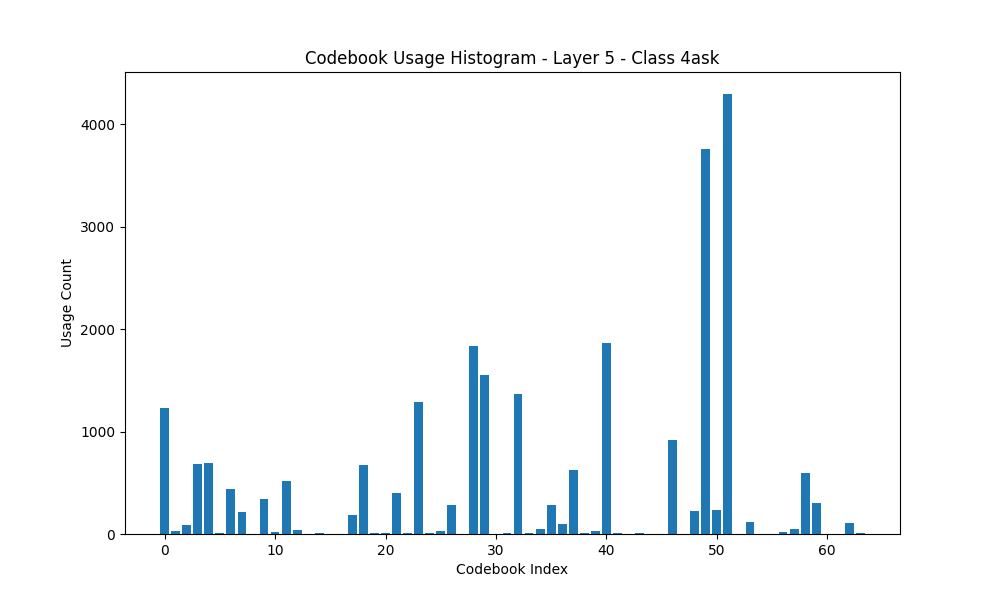 Codebook Usage Histogram - Layer 5 - Class 4ask
4000
3000
2000
1000
0
Usage Count
0 10 20 30 40 50 60
Codebook Index